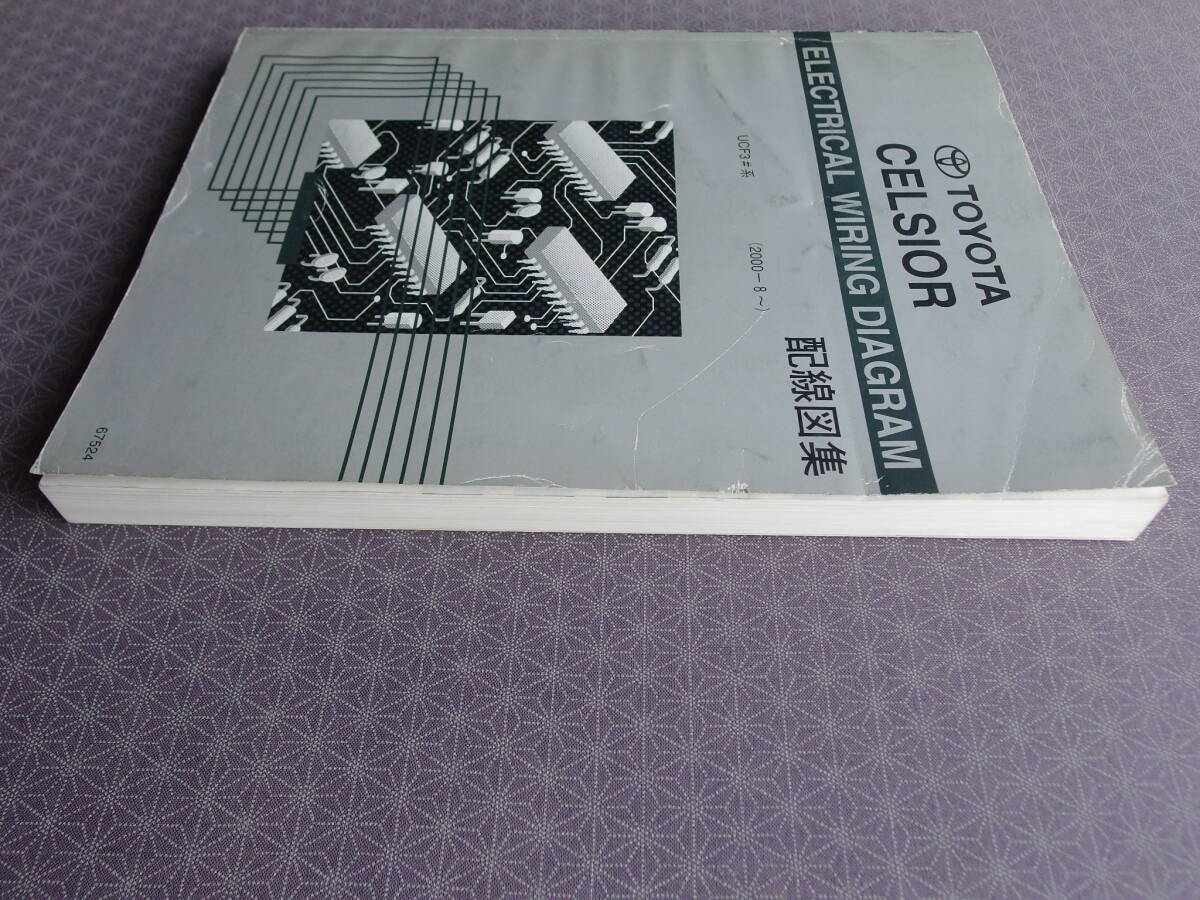 TOYOTA
CELSIOR
ELECTRICAL WIRING DIAGRAM
配線図集
UCF3#系
(2000―8～)
67524